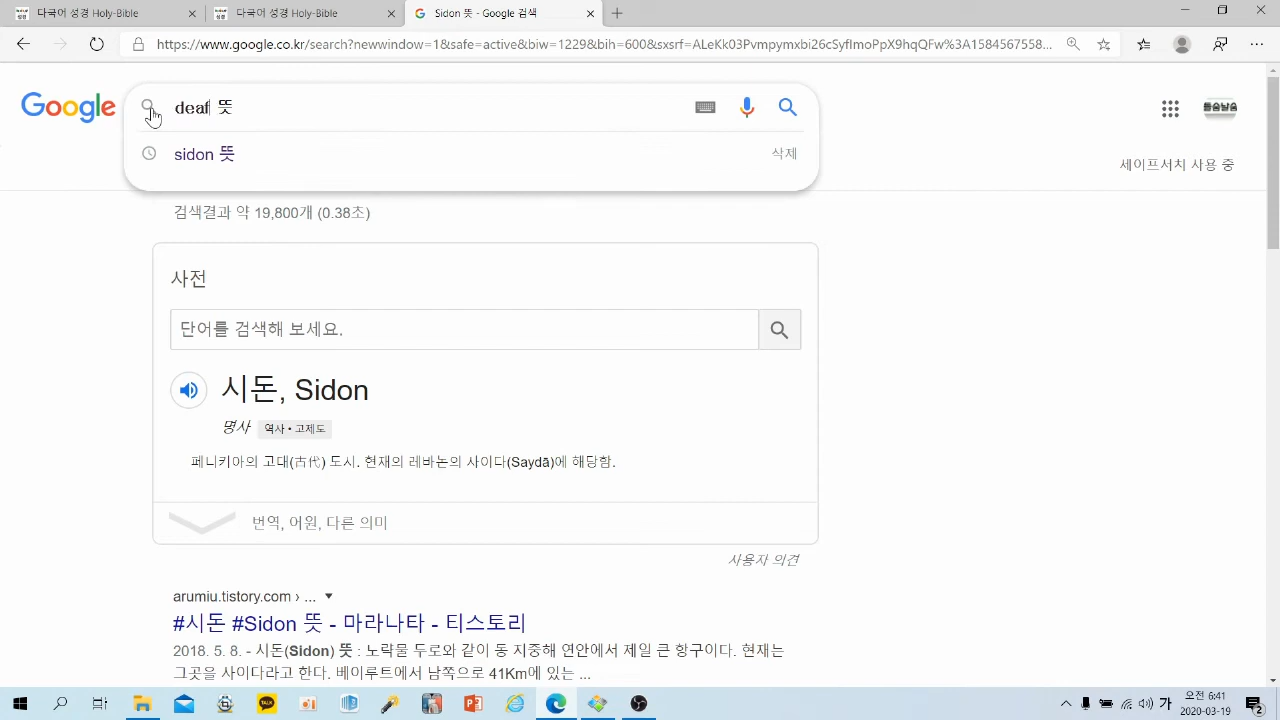 다국어 성경 Holy-Bible
다국어 성경 Holy-Bible
Sidon 뜻 - Google 검색
https://www.google.co.kr/search?newwindow=1&safe=active&biw=1229&bih=600&sxsrf=ALeKk03Pvmpymxbi26cSyfImoPpX9hqQFw%3A1584567558...
Google
deaf 뜻
sidon 뜻
삭제
세이프서치 사용 중
검색결과 약 19,800개 (0.38초)
사전
단어를 검색해 보세요.
시돈, Sidon
명사 역사•고제도
페니키아의 고대(古代) 도시. 현재의 레바논의 사이다(Saydā)에 해당함.
번역, 어원, 다른 의미
사용자 의견
arumiu.tistory.com › ...
#시돈 #Sidon 뜻 - 마라나타 - 티스토리
2018. 5. 8. - 시돈(Sidon) 뜻 : 노락물 두로와 같이 동 지중해 연안에서 제일 큰 항구이다. 현재는
그곳을 사이다라고 한다. 베이루트에서 남쪽으로 41Km에 있는 ...
TALK
가
오전 6:41
2020-03-19
2